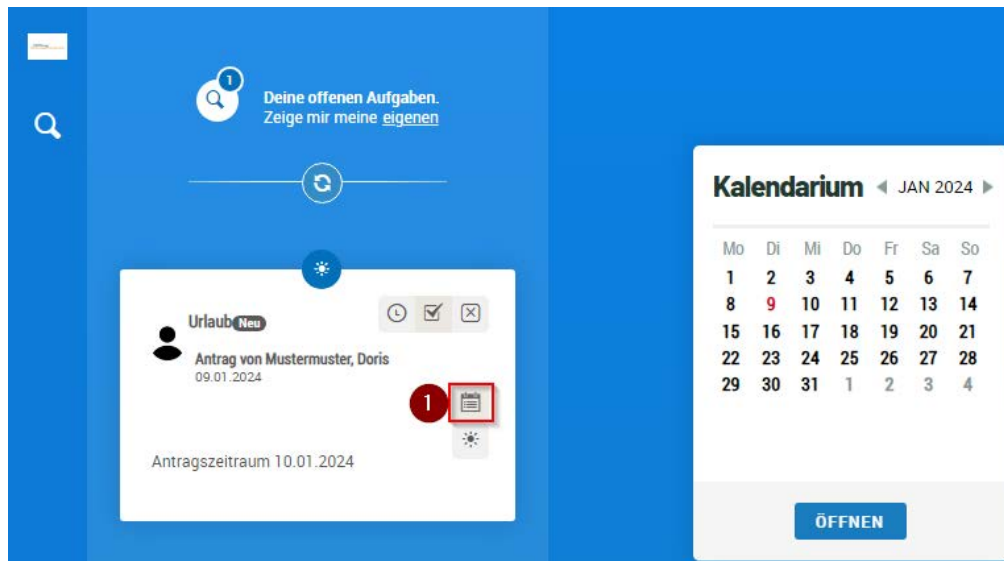 1
Deine offenen Aufgaben.
Zeige mir meine eigenen
Urlaub Neu
Antrag von Mustermuster, Doris
09.01.2024
1
Antragszeitraum 10.01.2024
Kalendarium JAN 2024
Mo Di Mi Do Fr Sa So
1 2 3 4 5 6 7
8 9 10 11 12 13 14
15 16 17 18 19 20 21
22 23 24 25 26 27 28
29 30 31 1 2 3 4
ÖFFNEN